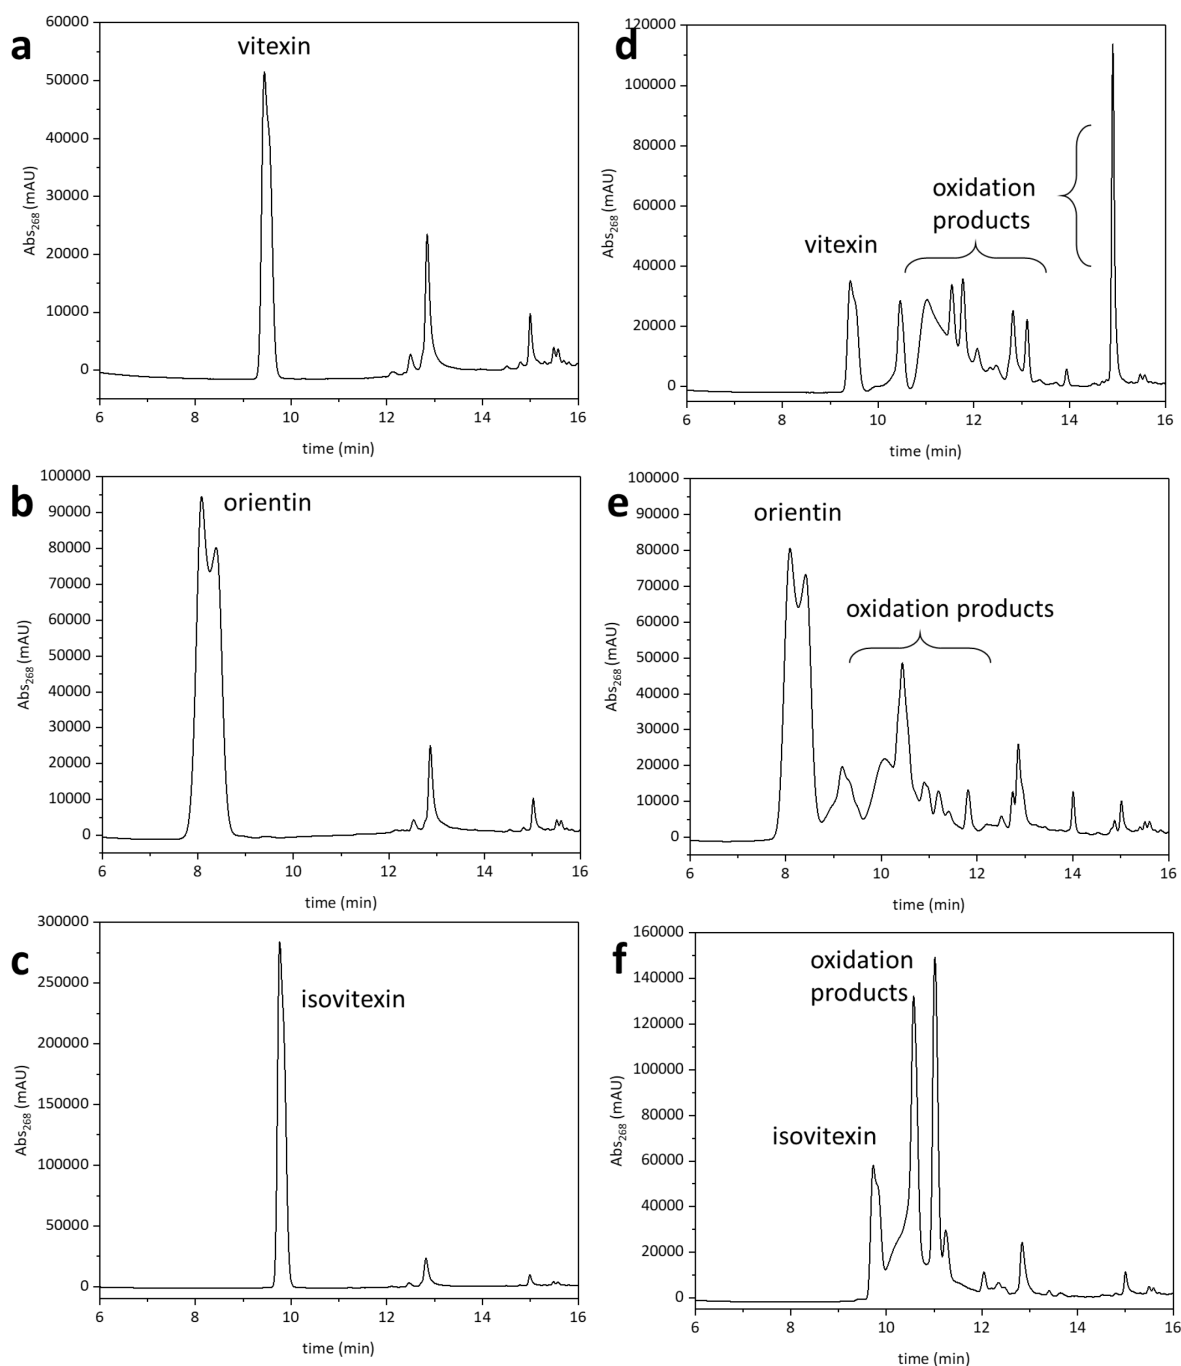 a
vitexin
60000
50000
40000
30000
20000
10000
0
Abs268 (mAU)
6 8 10 12 14 16
time (min)
d
vitexin
oxidation
products
120000
100000
80000
60000
40000
20000
0
Abs268 (mAU)
6 8 10 12 14 16
time (min)
b
orientin
100000
90000
80000
70000
60000
50000
40000
30000
20000
10000
0
Abs268 (mAU)
6 8 10 12 14 16
time (min)
e
orientin
oxidation products
100000
90000
80000
70000
60000
50000
40000
30000
20000
10000
0
Abs268 (mAU)
6 8 10 12 14 16
time (min)
c
isovitexin
300000
250000
200000
150000
100000
50000
0
Abs268 (mAU)
6 8 10 12 14 16
time (min)
f
oxidation
products
isovitexin
160000
140000
120000
100000
80000
60000
40000
20000
0
Abs268 (mAU)
6 8 10 12 14 16
time (min)